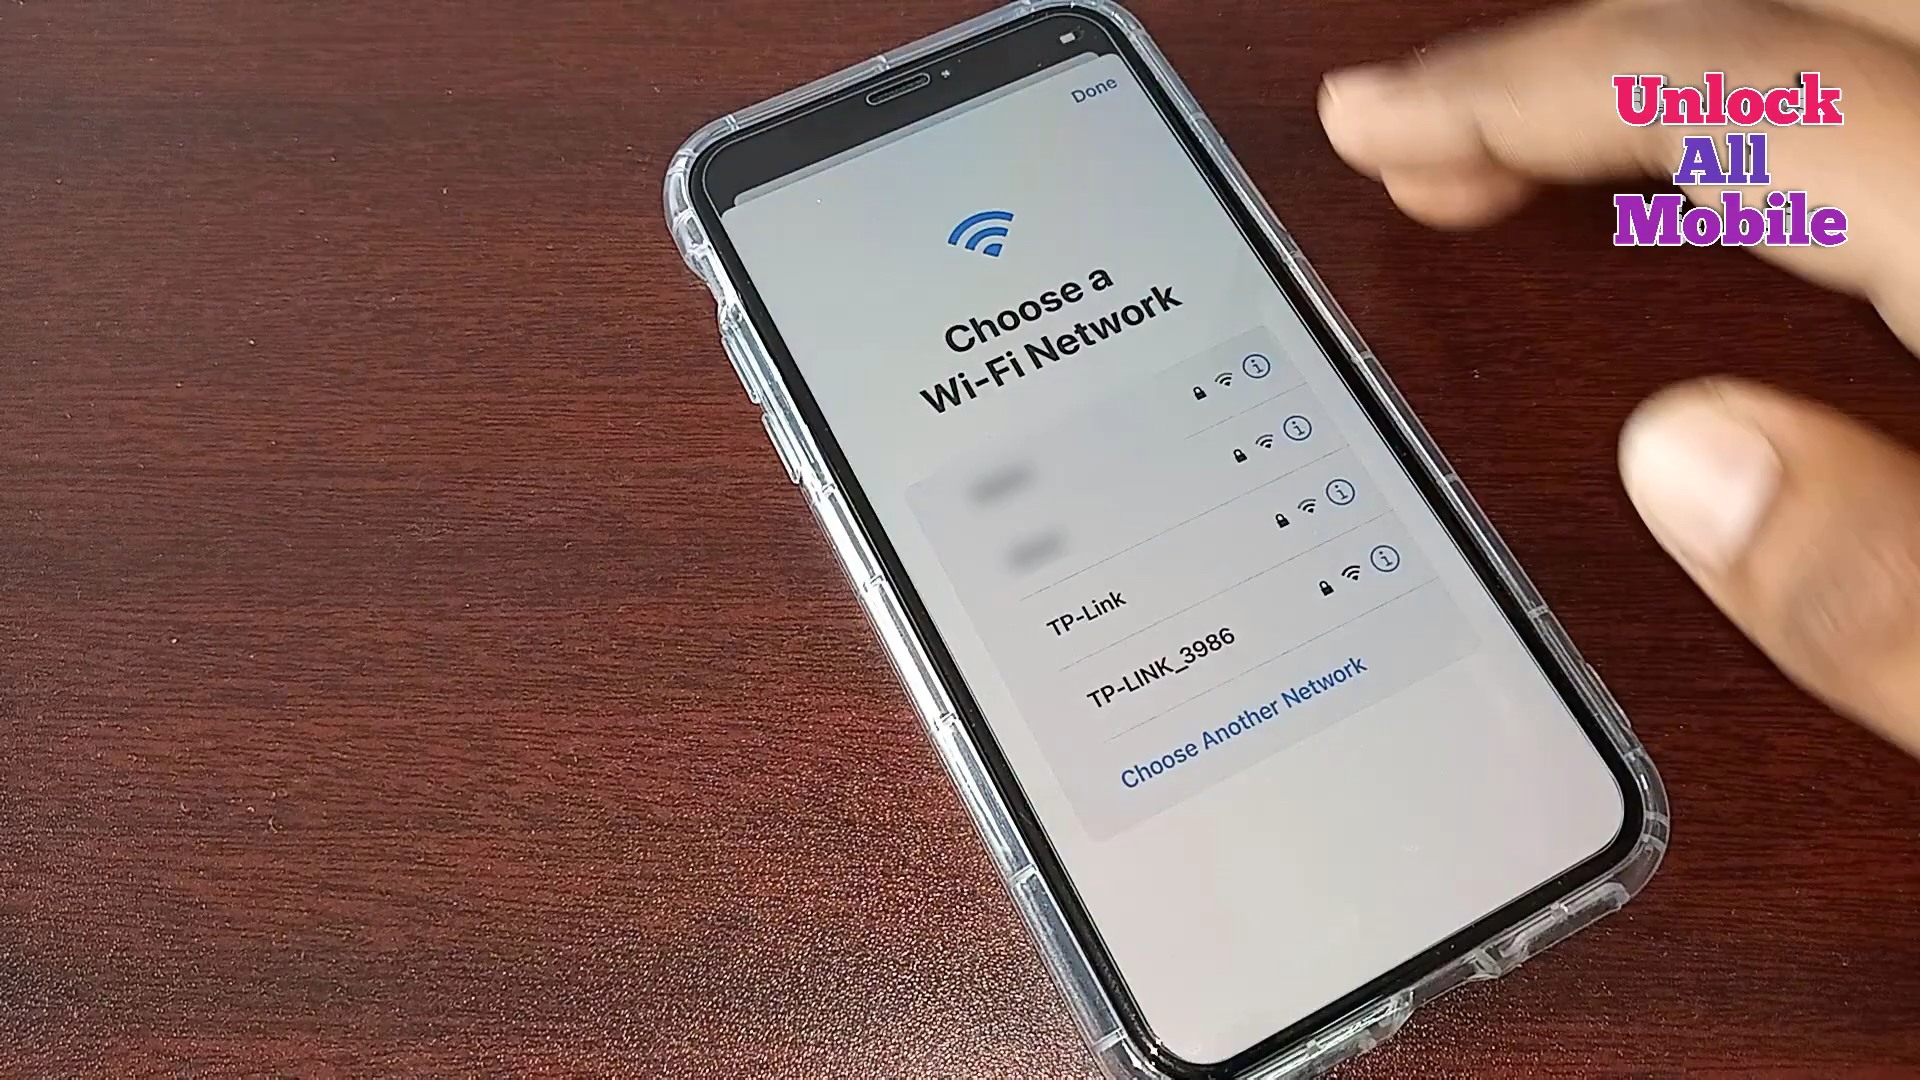 Unlock
All
Mobile
Done
Choose a
Wi-Fi Network
TP-Link
TP-LINK_3986
Choose Another Network